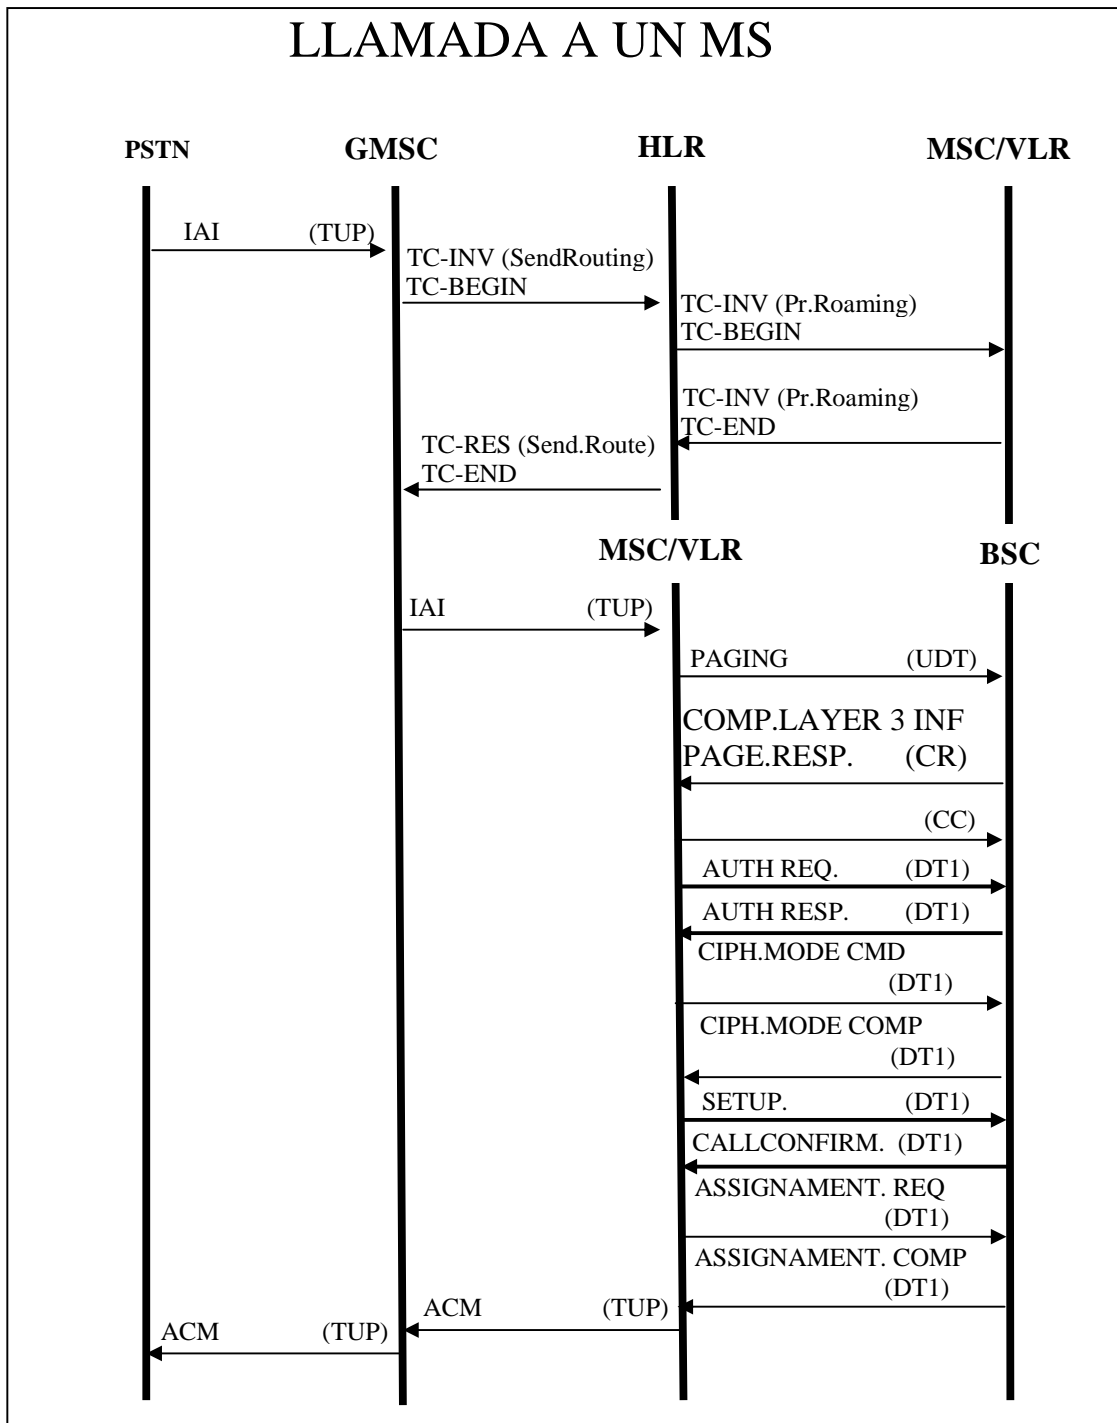 LLAMADA A UN MS
PSTN GMSC HLR MSC/VLR
IAI (TUP)
TC-INV (SendRouting)
TC-BEGIN
TC-INV (Pr.Roaming)
TC-BEGIN
TC-INV (Pr.Roaming)
TC-END
TC-RES (Send.Route)
TC-END
MSC/VLR BSC
IAI (TUP)
PAGING (UDT)
COMP.LAYER 3 INF
PAGE.RESP. (CR)
(CC)
AUTH REQ. (DT1)
AUTH RESP. (DT1)
CIPH.MODE CMD
(DT1)
CIPH.MODE COMP
(DT1)
SETUP. (DT1)
CALLCONFIRM. (DT1)
ASSIGNAMENT. REQ
(DT1)
ASSIGNAMENT. COMP
(DT1)
ACM (TUP)
ACM (TUP)